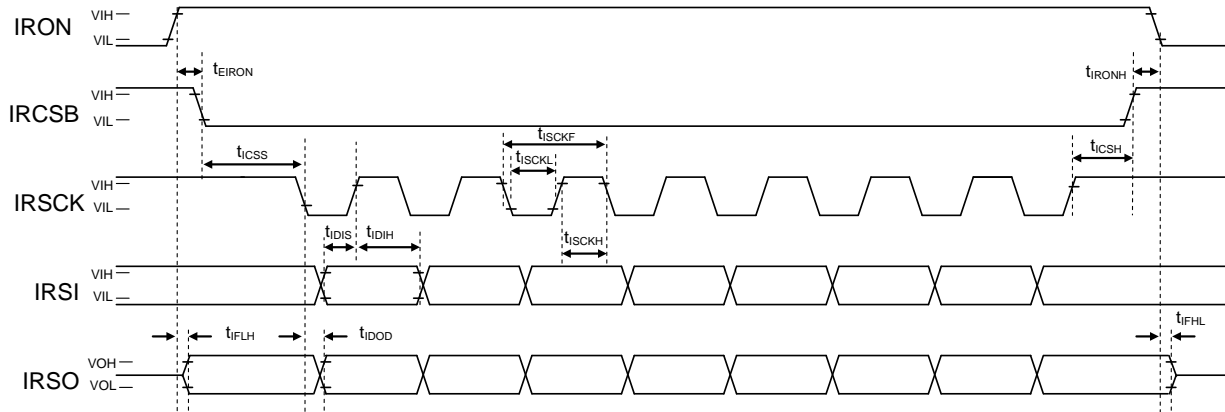 IRON
VIH
VIL
tEIRON
tIRONH
IRCSB
VIH
VIL
tICSS
tISCKF
tISCKL
tICSH
IRSCK
VIH
VIL
tIDIS
tIDIH
tISCKH
IRSI
VIH
VIL
tIFLH
tIDOD
tIFHL
IRSO
VOH
VOL